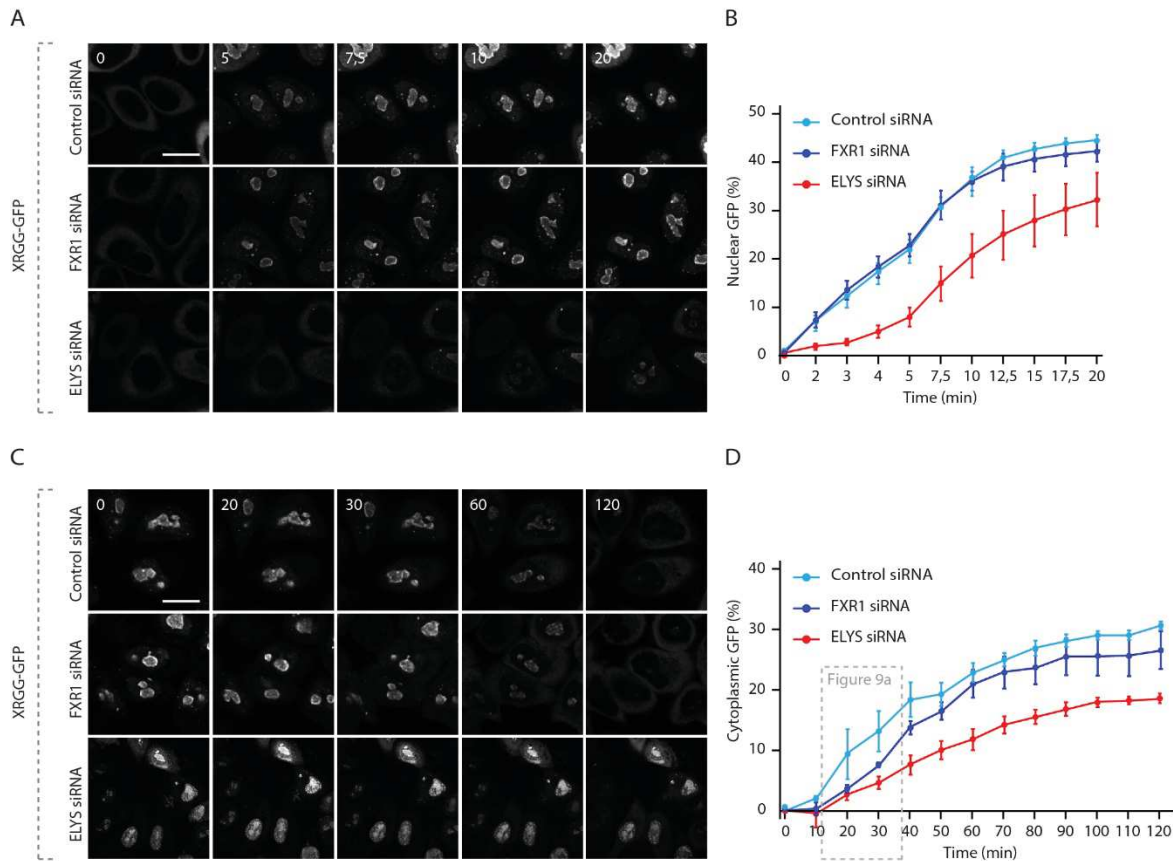 A
XRGG-GFP
Control siRNA
FXR1 siRNA
ELYS siRNA
0
5
7,5
10
20
B
Nuclear GFP (%)
50
40
30
20
10
0
Control siRNA
FXR1 siRNA
ELYS siRNA
0 2 3 4 5 7,5 10 12,5 15 17,5 20
Time (min)
C
XRGG-GFP
Control siRNA
FXR1 siRNA
ELYS siRNA
0
20
30
60
120
D
Cytoplasmic GFP (%)
40
30
20
10
0
Control siRNA
FXR1 siRNA
ELYS siRNA
Figure 9a
0 10 20 30 40 50 60 70 80 90 100 110 120
Time (min)